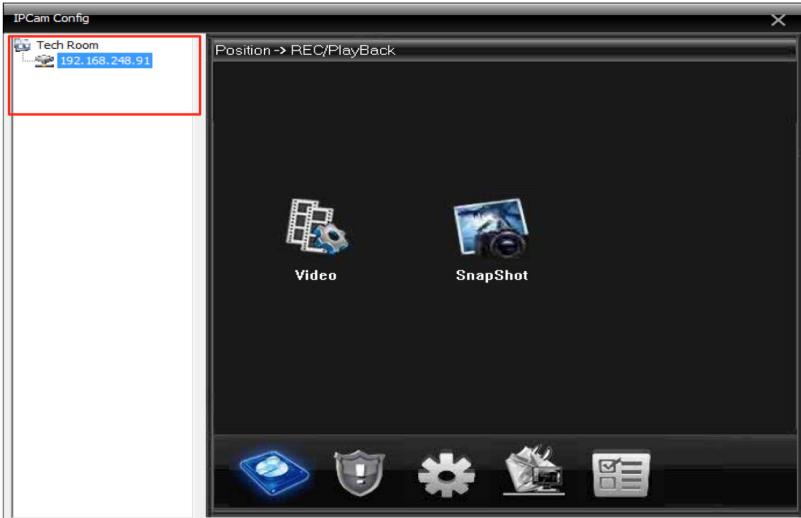 IPCam Config
Tech Room
192.168.248.91
Position -> REC/PlayBack
Video
SnapShot